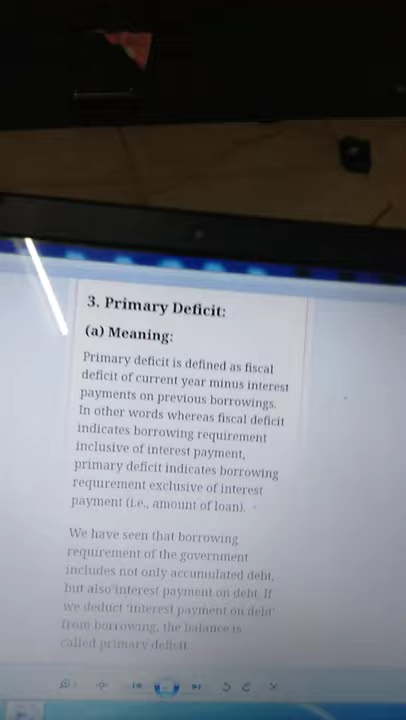 3. Primary Deficit:
(a) Meaning:
Primary deficit is defined as fiscal
deficit of current year minus interest
payments on previous borrowings.
In other words whereas fiscal deficit
indicates borrowing requirement
inclusive of interest payment,
primary deficit indicates borrowing
requirement exclusive of interest
payment (i.e., amount of loan).
We have seen that borrowing
requirement of the government
includes not only accumulated debt,
but also interest payment on debt. If
we deduct 'interest payment on debt'
from borrowing, the balance is
called primary deficit.